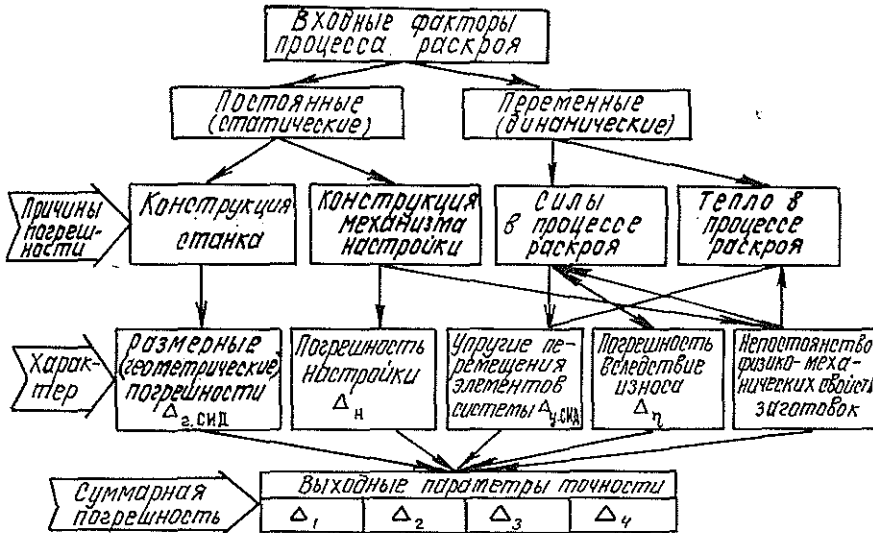 Входные факторы
процесса раскроя
Постоянные
(статические)
Переменные
(динамические)
Причины
погреш-
ности
Конструкция
станка
Конструкция
механизма
настройки
Силы
в процессе
раскроя
Тепло в
процессе
раскроя
Харак-
тер
Размерные
(геометрические)
погрешности
Δг.СИД
Погрешность
настройки
Δн
Упругие пе-
ремещения
элементов
системы Δу.СИД
Погрешность
вследствие
износа
Δη
Непостоянство
физико-меха-
нических свойств
заготовок
Суммарная
погрешность
Выходные параметры точности
Δ1 Δ2 Δ3 Δ4